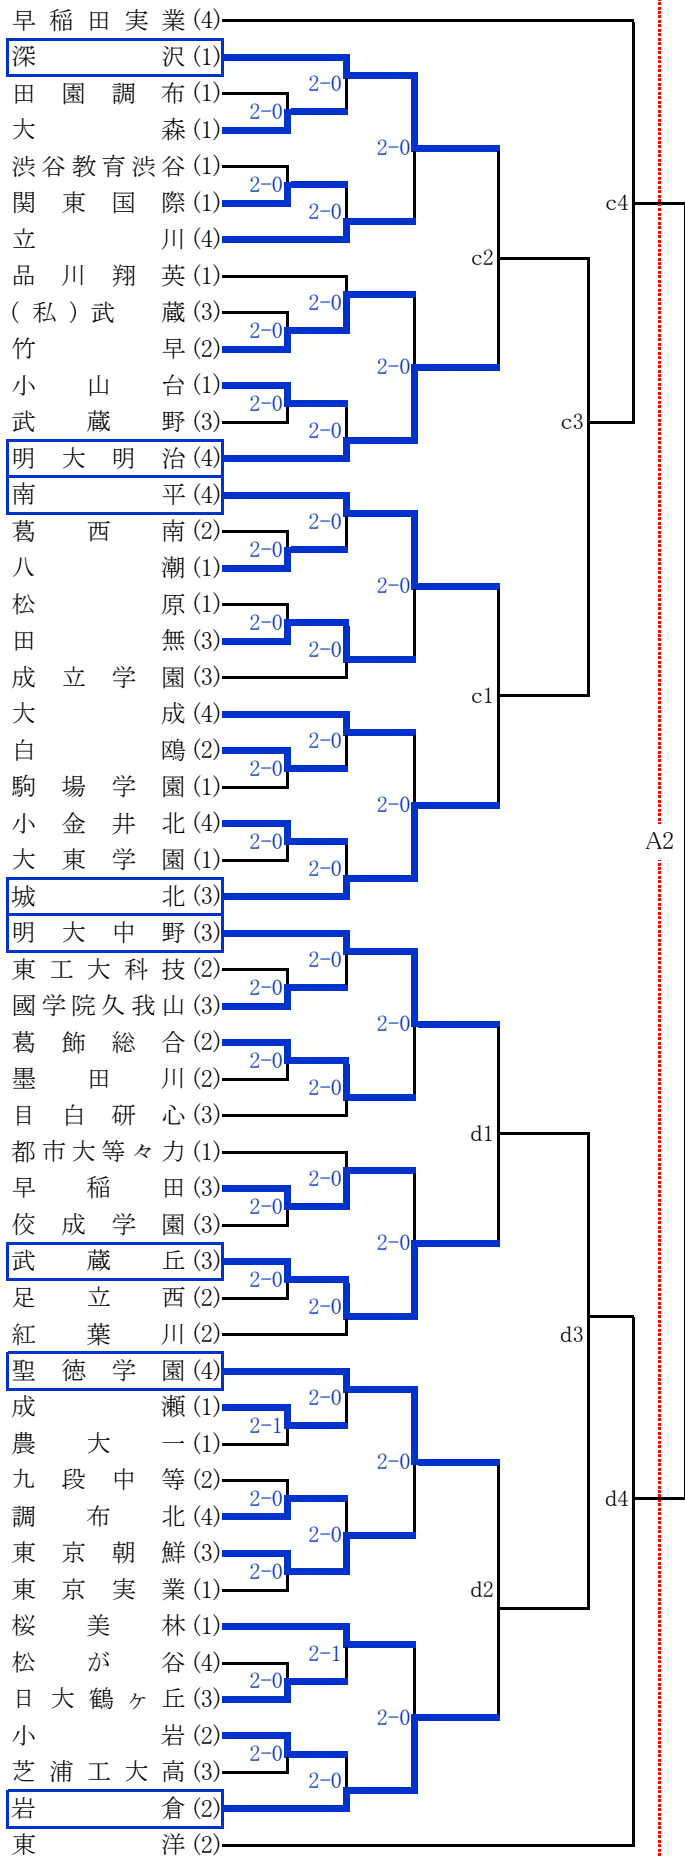 早稲田実業(4)
深沢(1)
田園調布(1)
2-0
2-0
大森(1)
2-0
渋谷教育渋谷(1)
2-0
関東国際(1)
2-0
c4
立川(4)
c2
品川翔英(1)
2-0
(私)武蔵(3)
2-0
竹早(2)
2-0
小山台(1)
2-0
武蔵野(3)
2-0
c3
明大明治(4)
南平(4)
2-0
葛西南(2)
2-0
八潮(1)
2-0
松原(1)
2-0
田無(3)
2-0
成立学園(3)
c1
大成(4)
2-0
白鴎(2)
2-0
駒場学園(1)
2-0
小金井北(4)
2-0
A2
大東学園(1)
2-0
城北(3)
明大中野(3)
2-0
東工大科技(2)
2-0
國学院久我山(3)
2-0
葛飾総合(2)
2-0
墨田川(2)
2-0
目白研心(3)
d1
都市大等々力(1)
2-0
早稲田(3)
2-0
佼成学園(3)
2-0
武蔵丘(3)
2-0
足立西(2)
2-0
紅葉川(2)
d3
聖徳学園(4)
2-0
成瀬(1)
2-1
農大一(1)
2-0
九段中等(2)
2-0
d4
調布北(4)
2-0
東京朝鮮(3)
2-0
東京実業(1)
d2
桜美林(1)
2-1
松が谷(4)
2-0
日大鶴ヶ丘(3)
2-0
小岩(2)
2-0
芝浦工大高(3)
2-0
岩倉(2)
東洋(2)